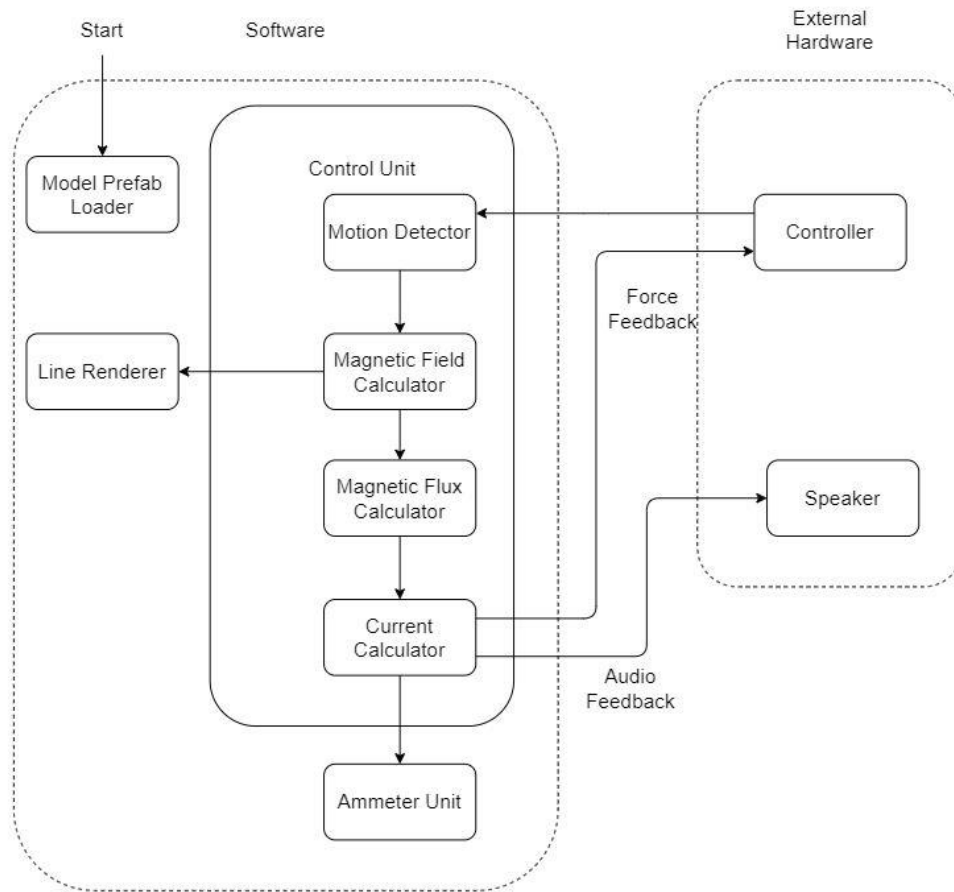 Start
Software
External
Hardware
Model Prefab
Loader
Control Unit
Motion Detector
Controller
Force
Feedback
Line Renderer
Magnetic Field
Calculator
Magnetic Flux
Calculator
Speaker
Current
Calculator
Audio
Feedback
Ammeter Unit